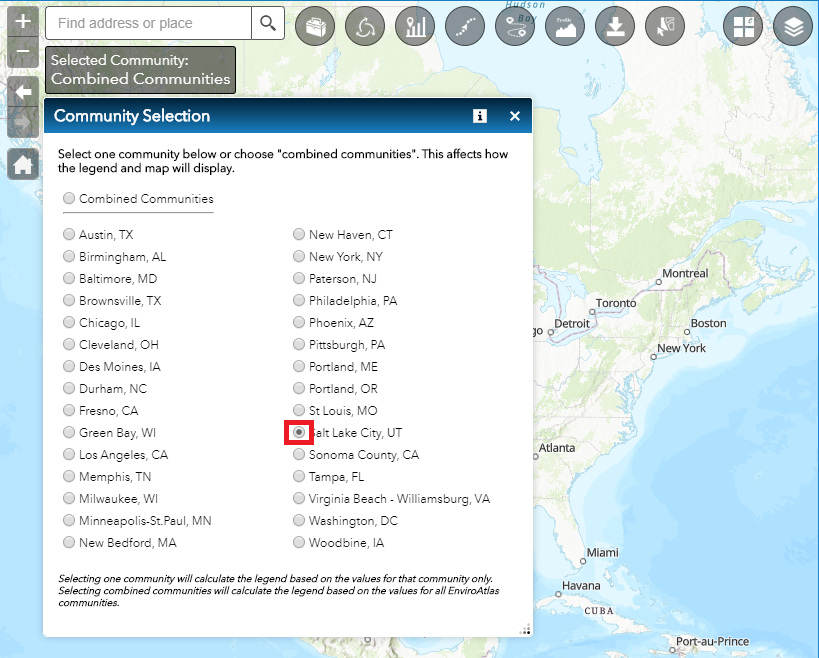 Hudson
Bay
Find address or place
Profile
Selected Community:
Combined Communities
Community Selection
Select one community below or choose "combined communities". This affects how
the legend and map will display.
Combined Communities
Austin, TX
Birmingham, AL
Baltimore, MD
Brownsville, TX
Chicago, IL
Cleveland, OH
Des Moines, IA
Durham, NC
Fresno, CA
Green Bay, WI
Los Angeles, CA
Memphis, TN
Milwaukee, WI
Minneapolis-St.Paul, MN
New Bedford, MA
New Haven, CT
New York, NY
Paterson, NJ
Philadelphia, PA
Phoenix, AZ
Pittsburgh, PA
Portland, ME
Portland, OR
St Louis, MO
alt Lake City, UT
Sonoma County, CA
Tampa, FL
Virginia Beach - Williamsburg, VA
Washington, DC
Woodbine, IA
Selecting one community will calculate the legend based on the values for that community only.
Selecting combined communities will calculate the legend based on the values for all EnviroAtlas
communities.
Montreal
Toronto
go
Detroit
Boston
New York
Atlanta
Miami
Havana
CUBA
Port-au-Prince